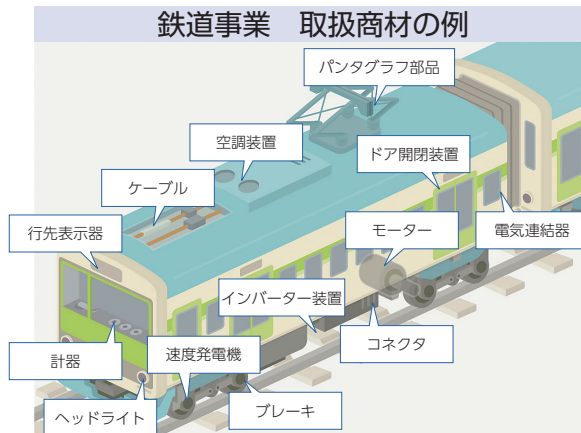 鉄道事業　取扱商材の例
パンタグラフ部品
空調装置
ドア開閉装置
ケーブル
行先表示器
モーター
電気連結器
インバーター装置
コネクタ
計器
速度発電機
ヘッドライト
ブレーキ